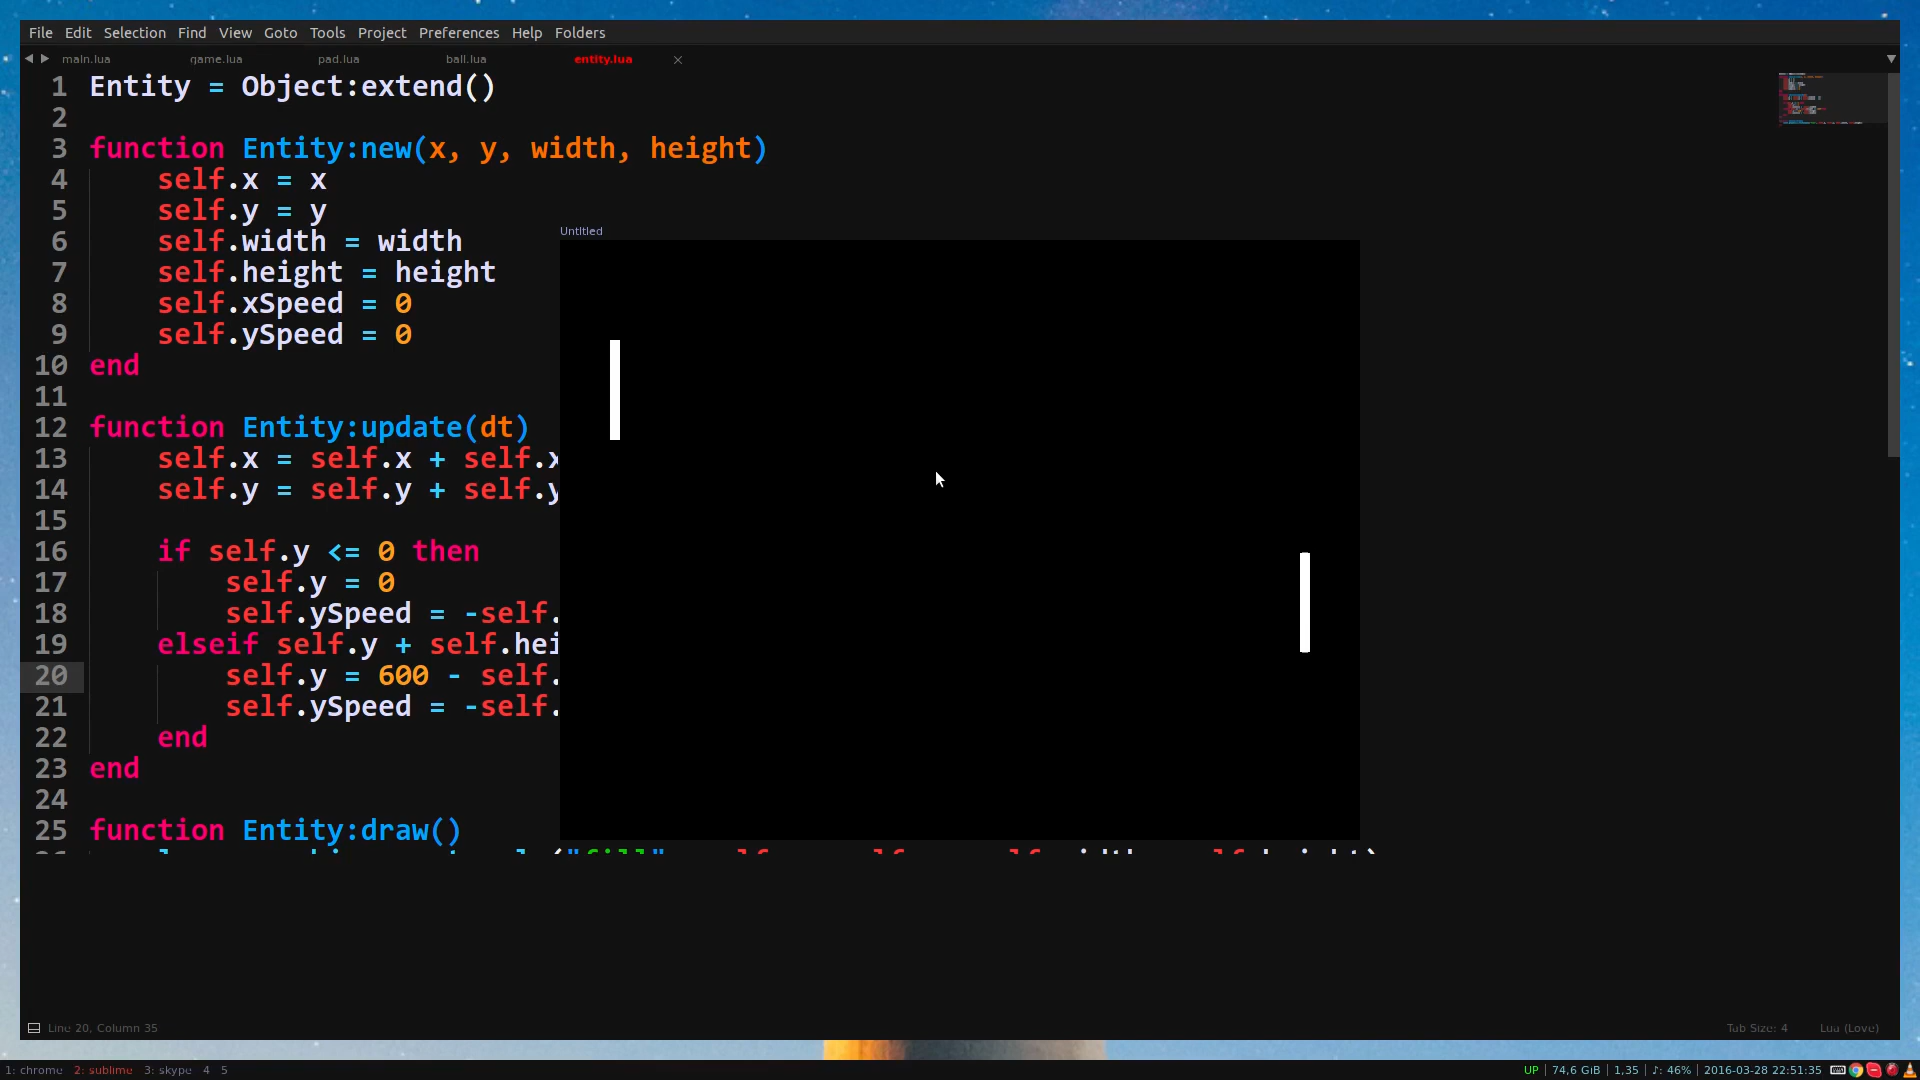 File Edit Selection Find View Goto Tools Project Preferences Help Folders
main.lua game.lua pad.lua ball.lua entity.lua
1 Entity = Object:extend()
2
3 function Entity:new(x, y, width, height)
4 self.x = x
5 self.y = y
6 self.width = width
7 self.height = height
8 self.xSpeed = 0
9 self.ySpeed = 0
10 end
11
12 function Entity:update(dt)
13 self.x = self.x + self.x
14 self.y = self.y + self.y
15
16 if self.y <= 0 then
17 self.y = 0
18 self.ySpeed = -self.
19 elseif self.y + self.hei
20 self.y = 600 - self.
21 self.ySpeed = -self.
22 end
23 end
24
25 function Entity:draw()
Untitled
Line 20, Column 35
Tab Size: 4 Lua (Love)
1: chrome 2: sublime 3: skype 4 5
UP | 74,6 GiB | 1,35 | ♪: 46% | 2016-03-28 22:51:35